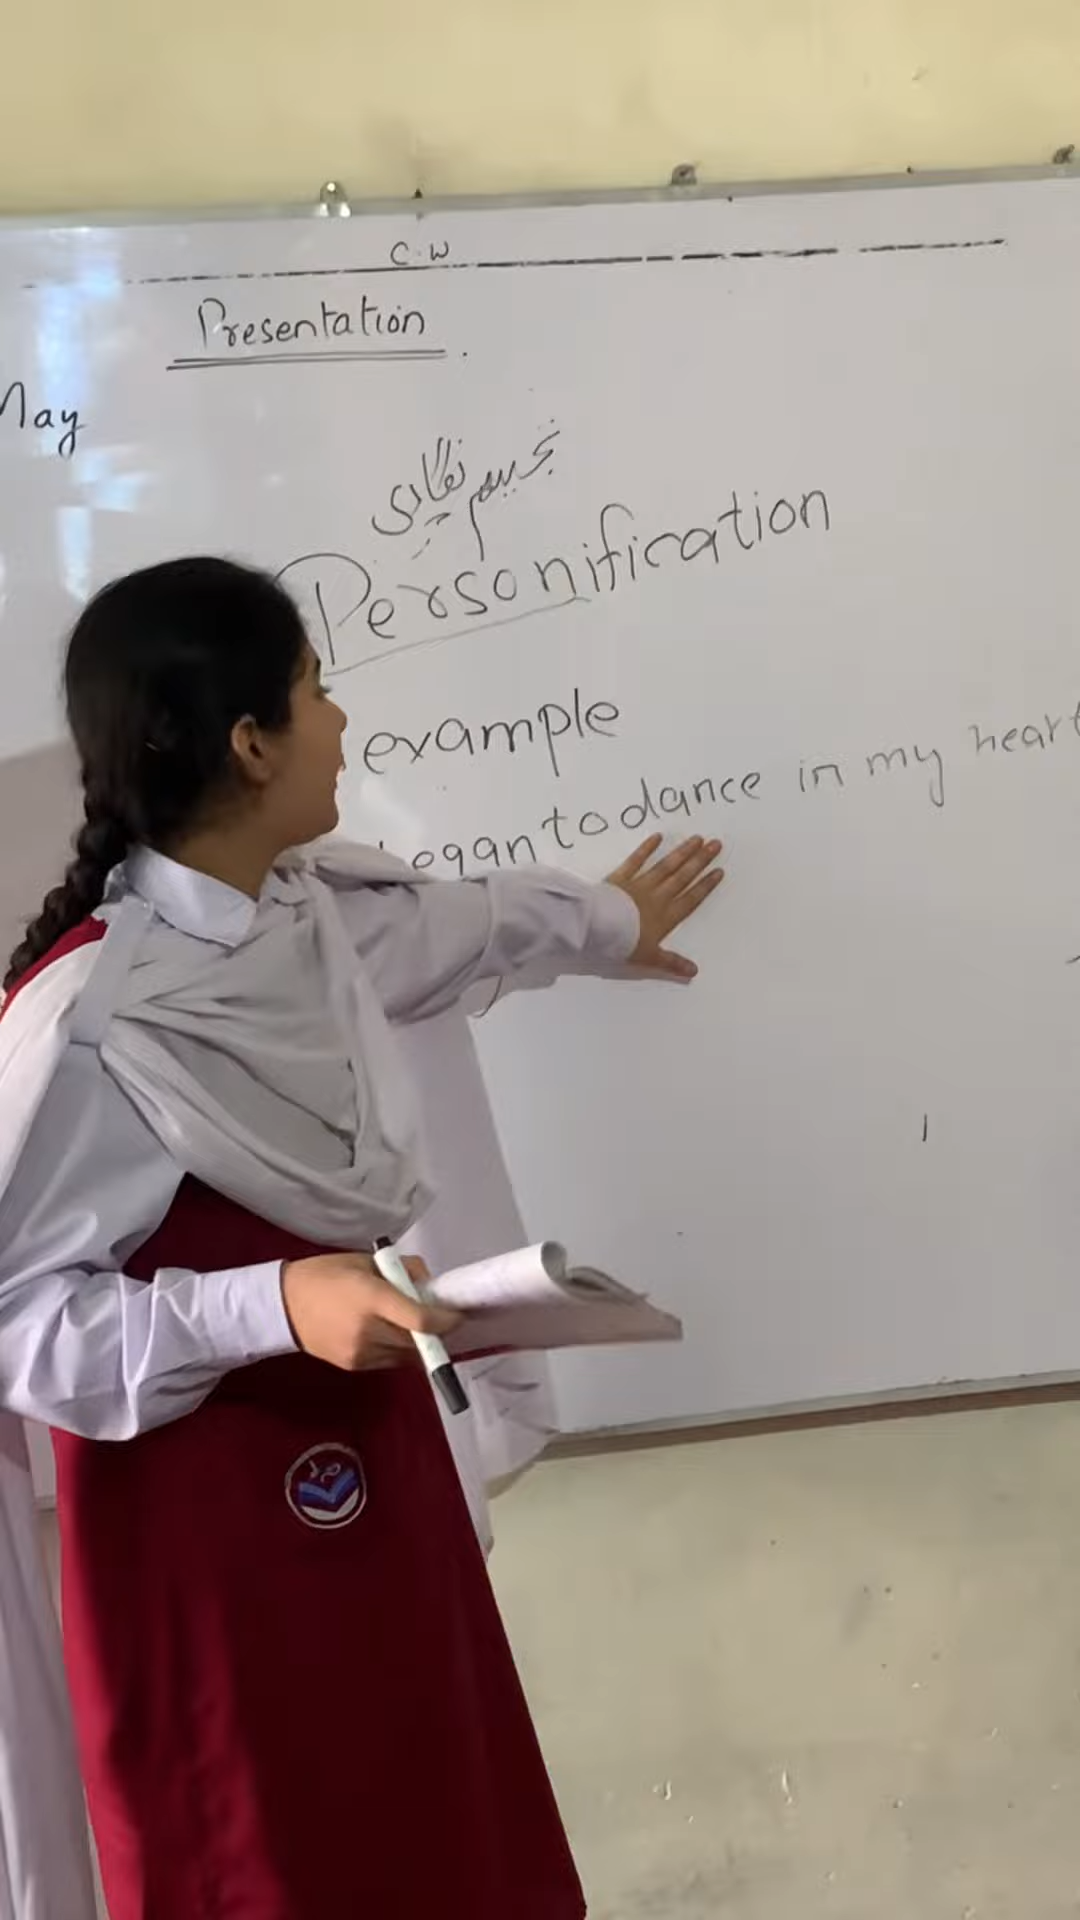 C.W
Presentation
May
تجسیم نگاری
Personification
example
began to dance in my heart